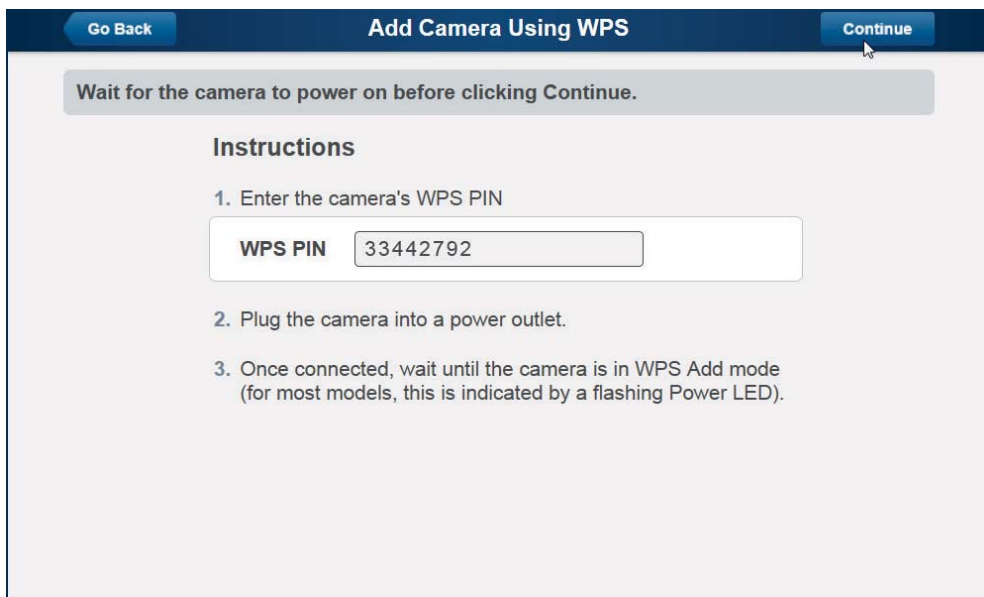 Go Back
Add Camera Using WPS
Continue
Wait for the camera to power on before clicking Continue.
Instructions
1. Enter the camera's WPS PIN
WPS PIN 33442792
2. Plug the camera into a power outlet.
3. Once connected, wait until the camera is in WPS Add mode
(for most models, this is indicated by a flashing Power LED).